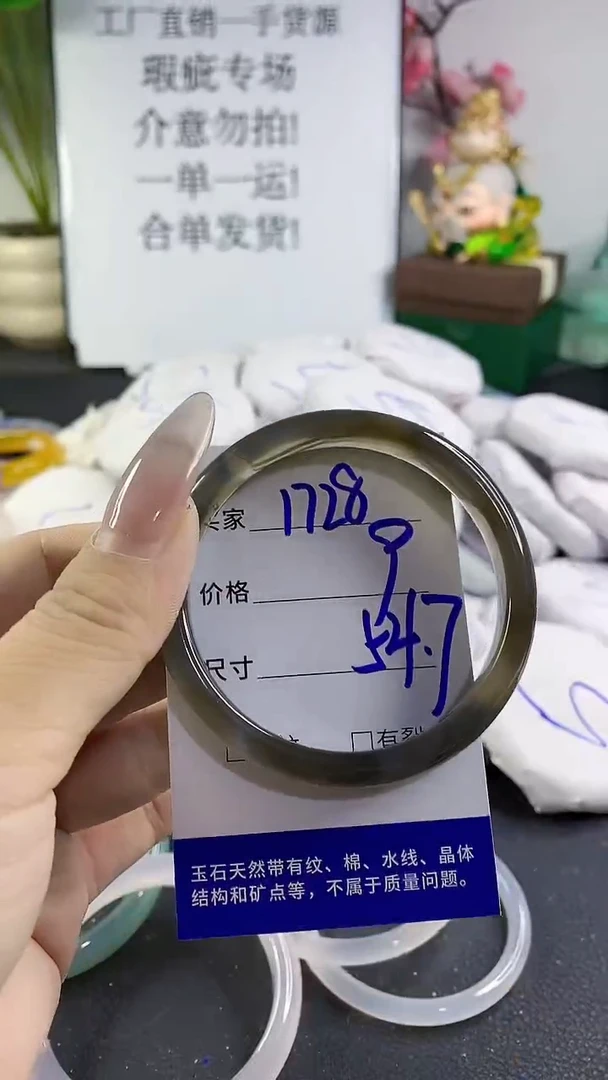 工厂直销一手货源
瑕疵专场
介意勿拍!
一单一运!
合单发货!
家 1728
价格
尺寸 54.7
有裂
玉石天然带有纹、棉、水线、晶体
结构和矿点等，不属于质量问题。